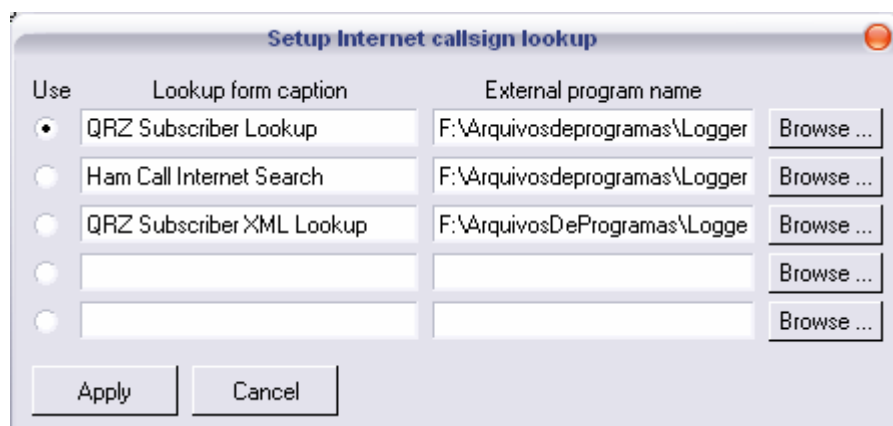 Setup Internet callsign lookup
Use Lookup form caption External program name
QRZ Subscriber Lookup F:\Arquivosdeprogramas\Logger Browse ...
Ham Call Internet Search F:\Arquivosdeprogramas\Logger Browse ...
QRZ Subscriber XML Lookup F:\ArquivosDeProgramas\Logge Browse ...
Browse ...
Browse ...
Apply Cancel